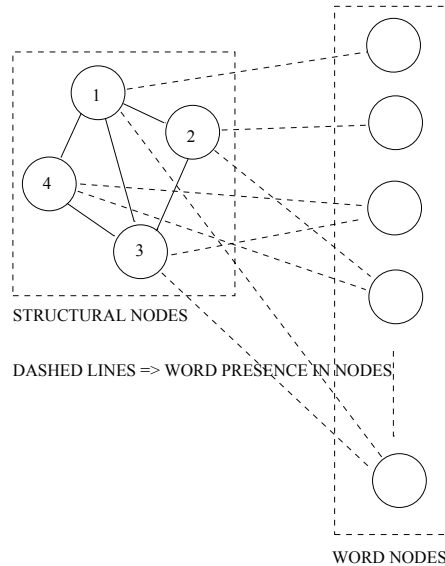 1
2
4
3
STRUCTURAL NODES
DASHED LINES => WORD PRESENCE IN NODES
WORD NODES